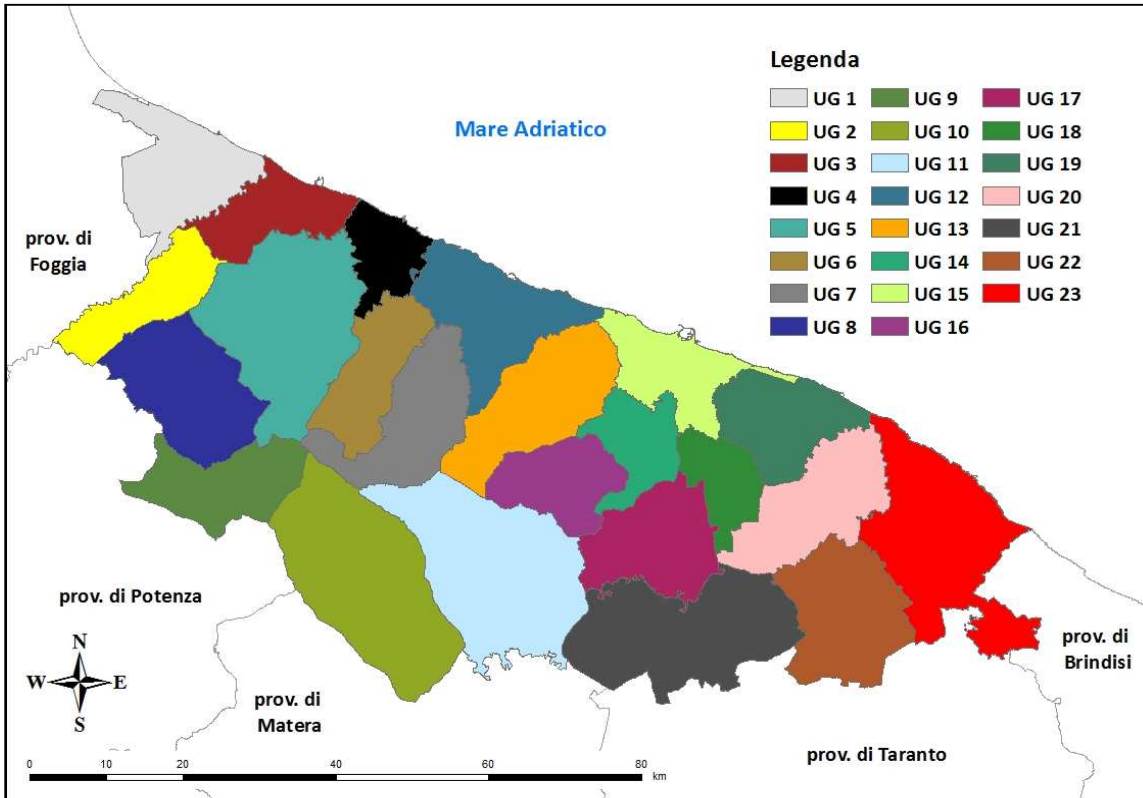 Legenda
UG 1 UG 9 UG 17
UG 2 UG 10 UG 18
UG 3 UG 11 UG 19
UG 4 UG 12 UG 20
UG 5 UG 13 UG 21
UG 6 UG 14 UG 22
UG 7 UG 15 UG 23
UG 8 UG 16
Mare Adriatico
prov. di
Foggia
prov. di Potenza
prov. di
Matera
prov. di Taranto
prov. di
Brindisi
N
W E
S
0 10 20 40 60 80
km